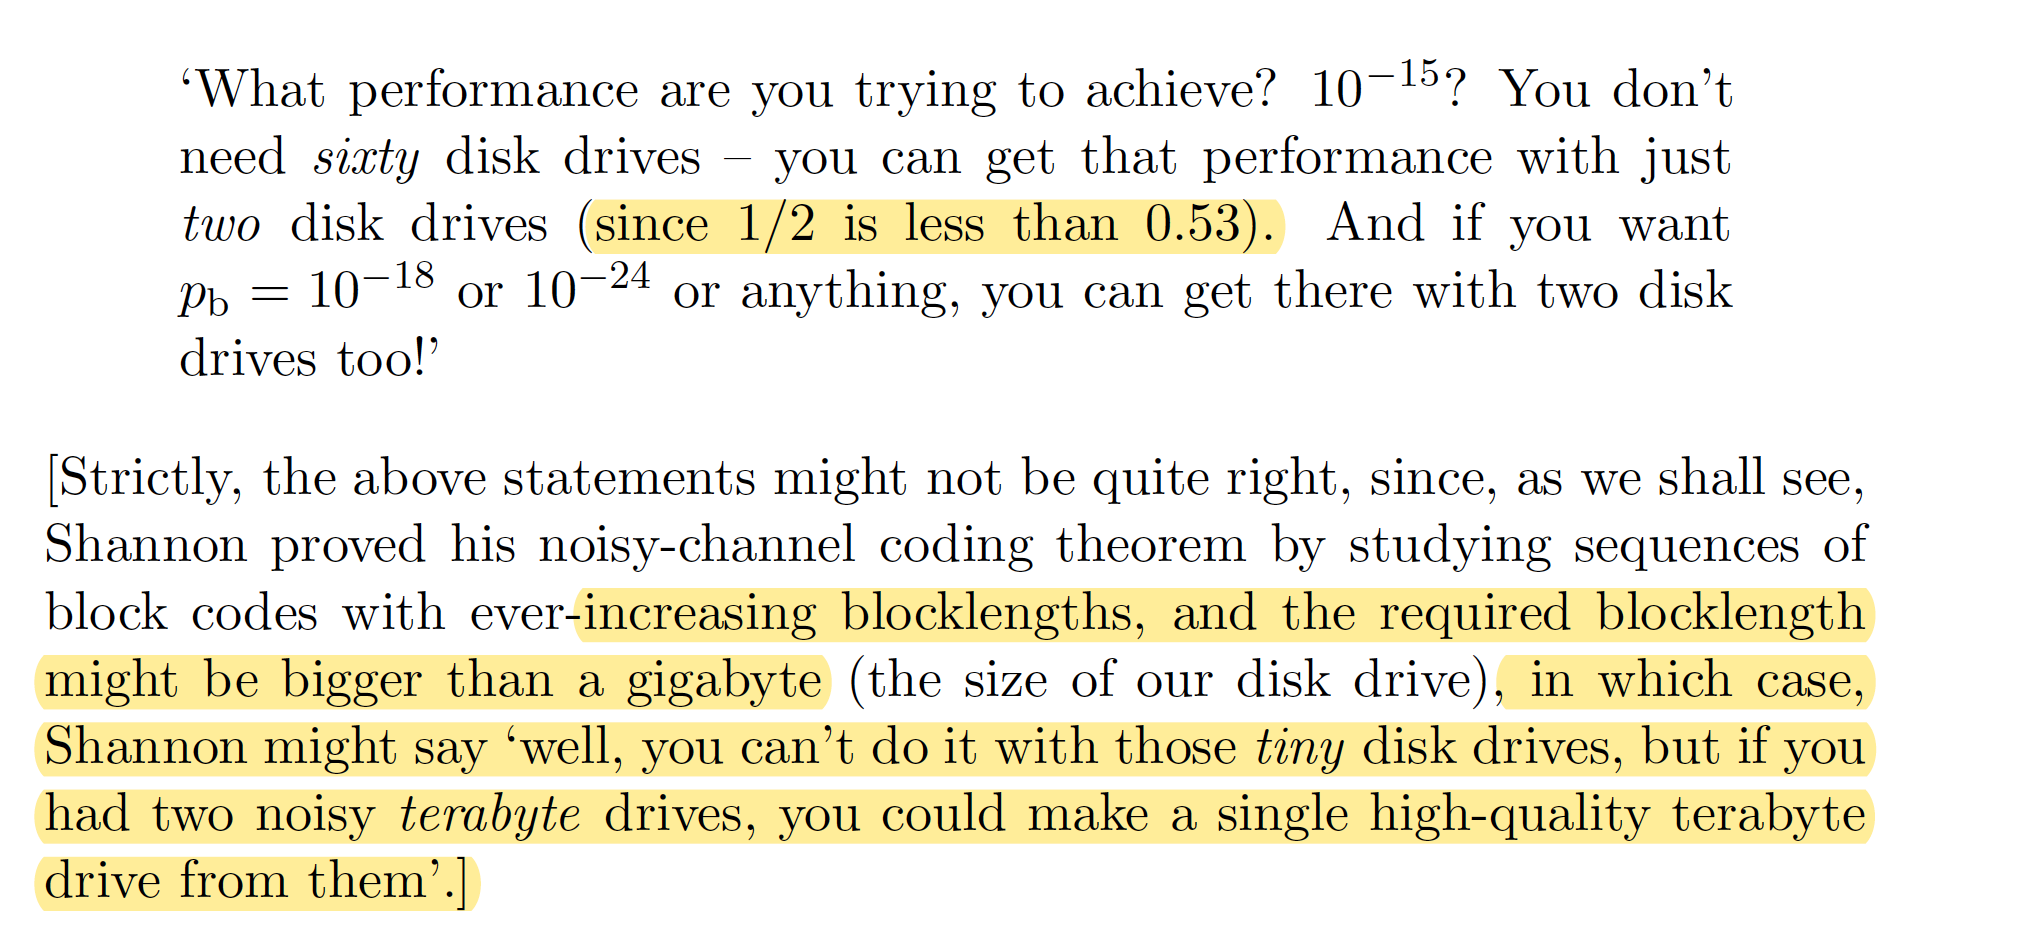 ‘What performance are you trying to achieve? 10⁻¹⁵? You don’t
need sixty disk drives – you can get that performance with just
two disk drives (since 1/2 is less than 0.53). And if you want
p_b = 10⁻¹⁸ or 10⁻²⁴ or anything, you can get there with two disk
drives too!’
[Strictly, the above statements might not be quite right, since, as we shall see,
Shannon proved his noisy-channel coding theorem by studying sequences of
block codes with ever-increasing blocklengths, and the required blocklength
might be bigger than a gigabyte (the size of our disk drive), in which case,
Shannon might say ‘well, you can’t do it with those tiny disk drives, but if you
had two noisy terabyte drives, you could make a single high-quality terabyte
drive from them’.]